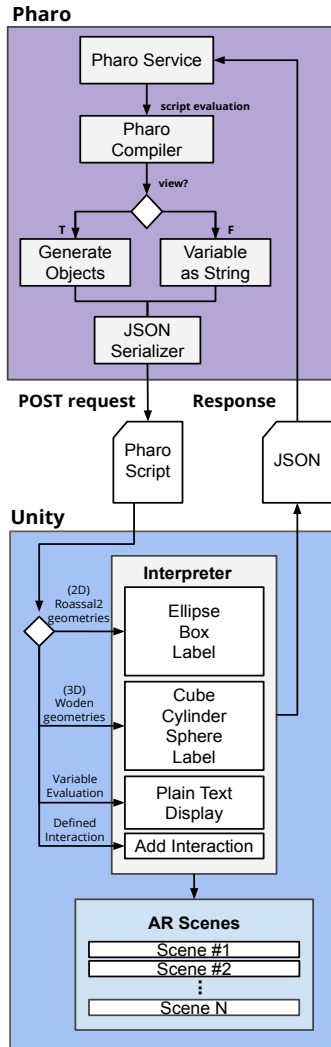 Pharo
Pharo Service
script evaluation
Pharo
Compiler
view?
T
F
Generate
Objects
Variable
as String
JSON
Serializer
POST request
Response
Pharo
Script
JSON
Unity
Interpreter
(2D)
Roassal2
geometries
Ellipse
Box
Label
(3D)
Woden
geometries
Cube
Cylinder
Sphere
Label
Variable
Evaluation
Plain Text
Display
Defined
Interaction
Add Interaction
AR Scenes
Scene #1
Scene #2
⋮
Scene N